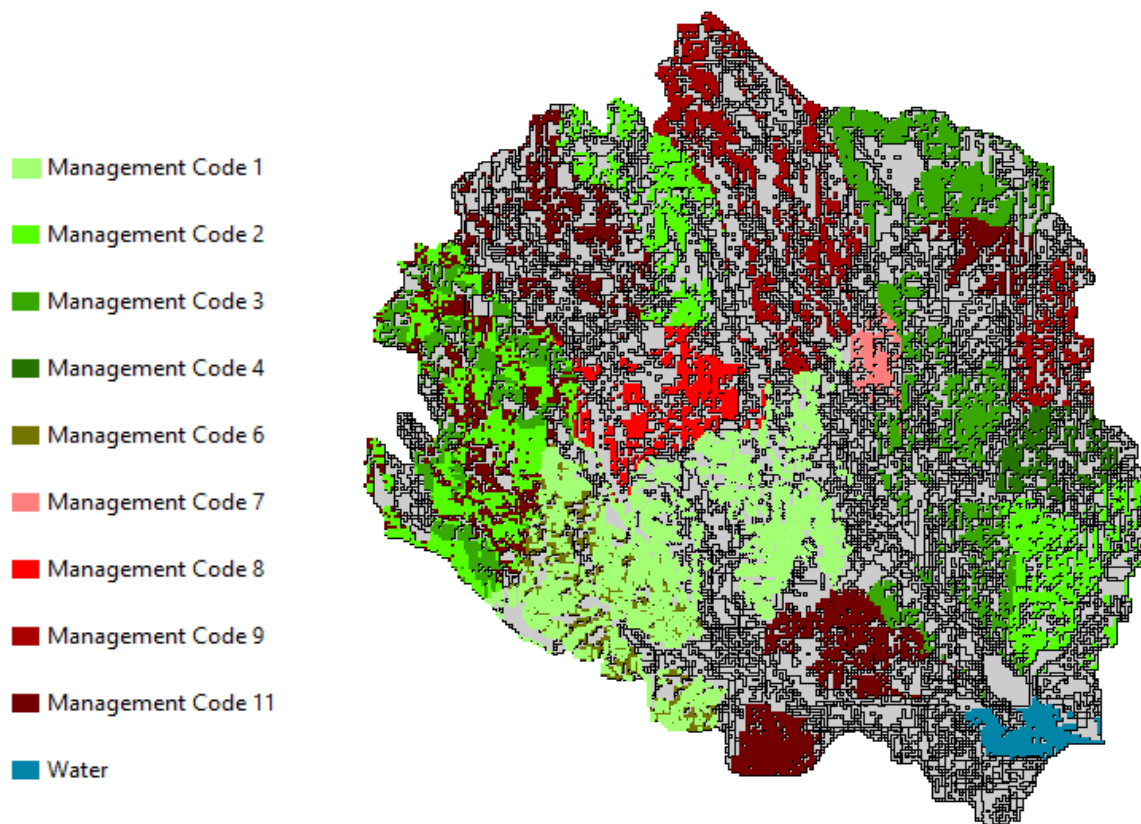 Management Code 1
Management Code 2
Management Code 3
Management Code 4
Management Code 6
Management Code 7
Management Code 8
Management Code 9
Management Code 11
Water